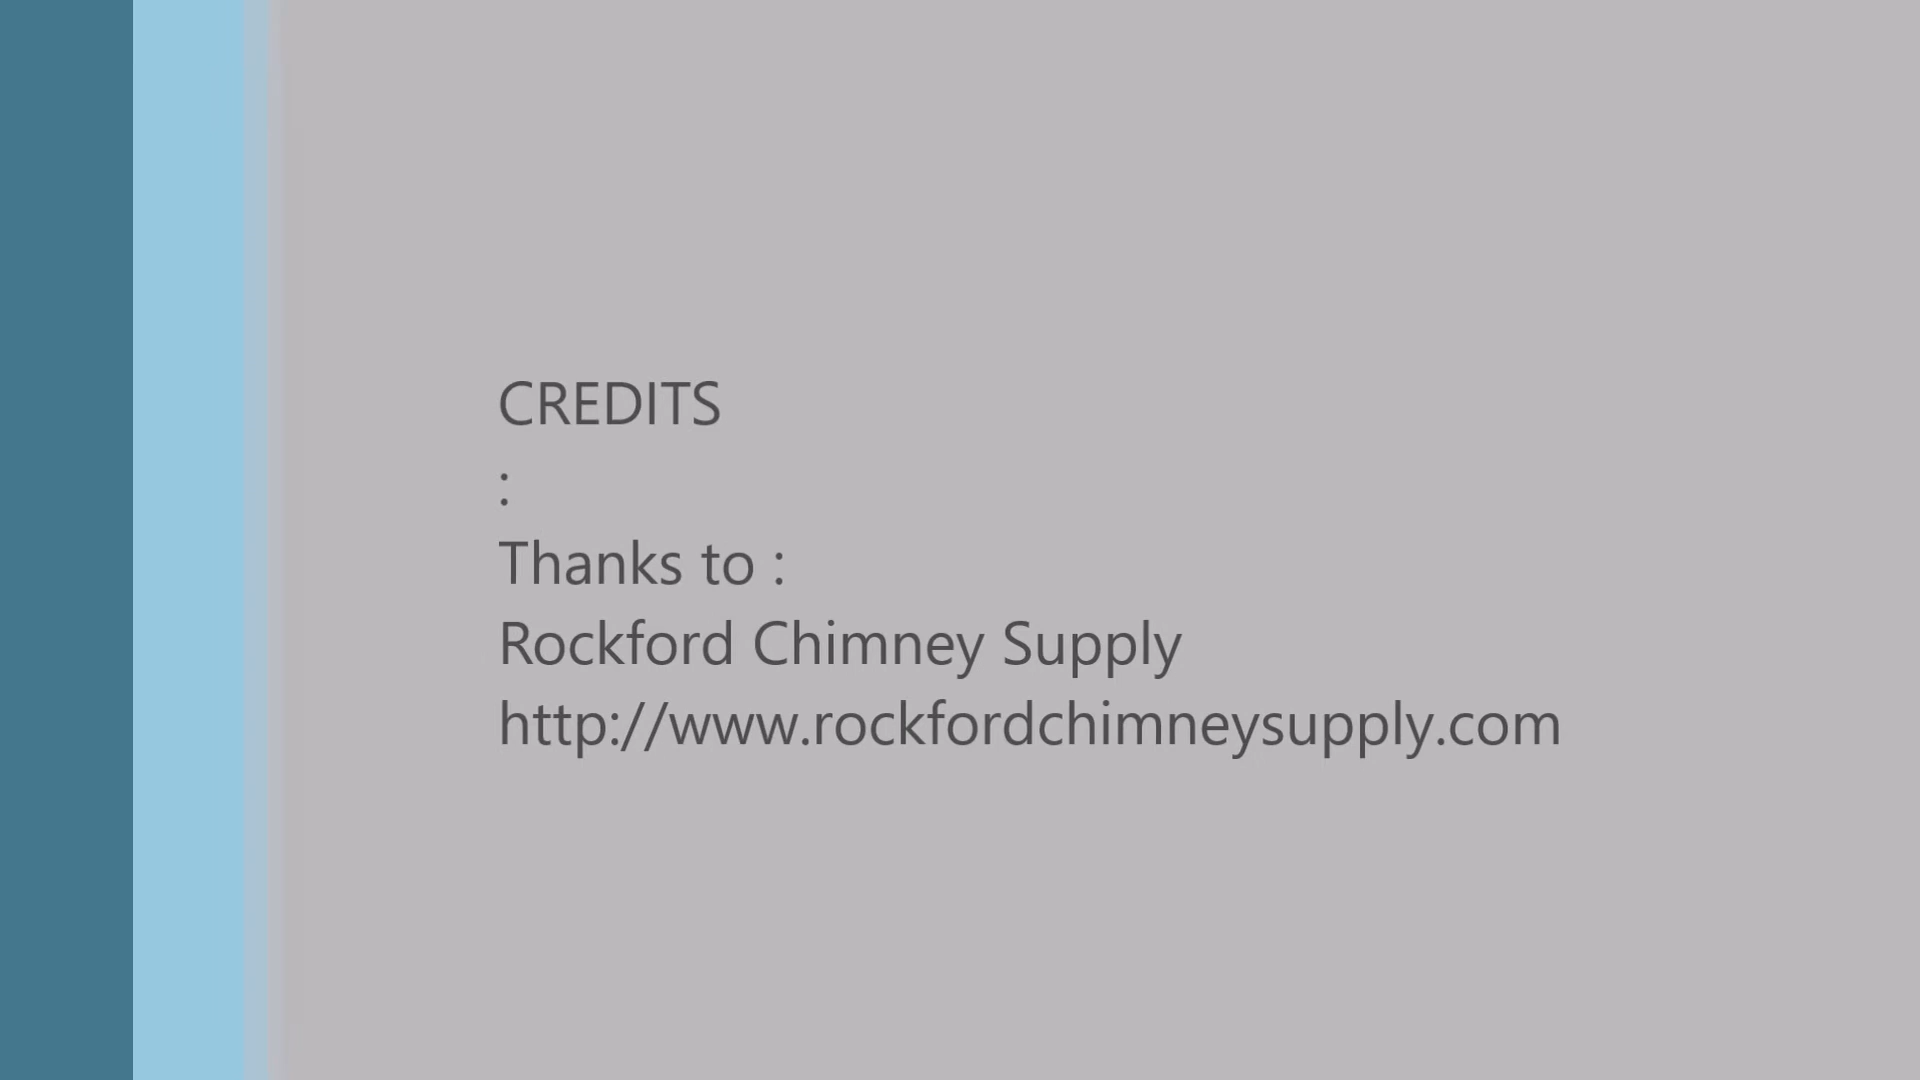 CREDITS
:
Thanks to :
Rockford Chimney Supply
http://www.rockfordchimneysupply.com